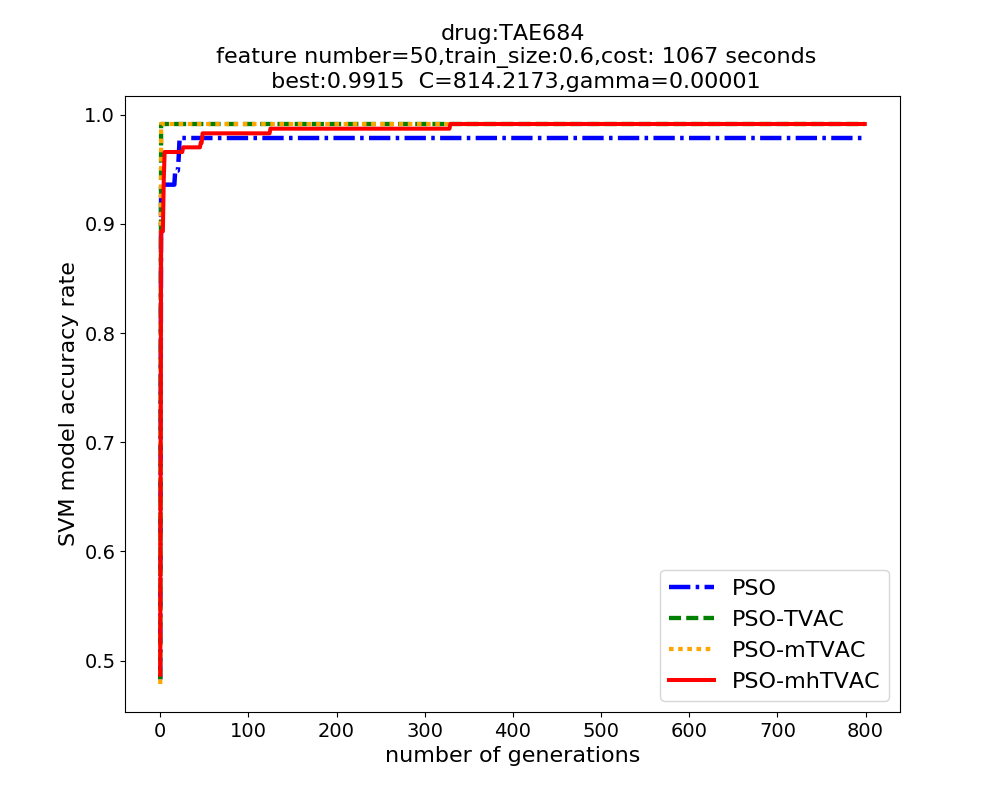 drug:TAE684
feature number=50,train_size:0.6,cost: 1067 seconds
best:0.9915  C=814.2173,gamma=0.00001
1.0
0.9
0.8
0.7
0.6
0.5
SVM model accuracy rate
PSO
PSO-TVAC
PSO-mTVAC
PSO-mhTVAC
0 100 200 300 400 500 600 700 800
number of generations